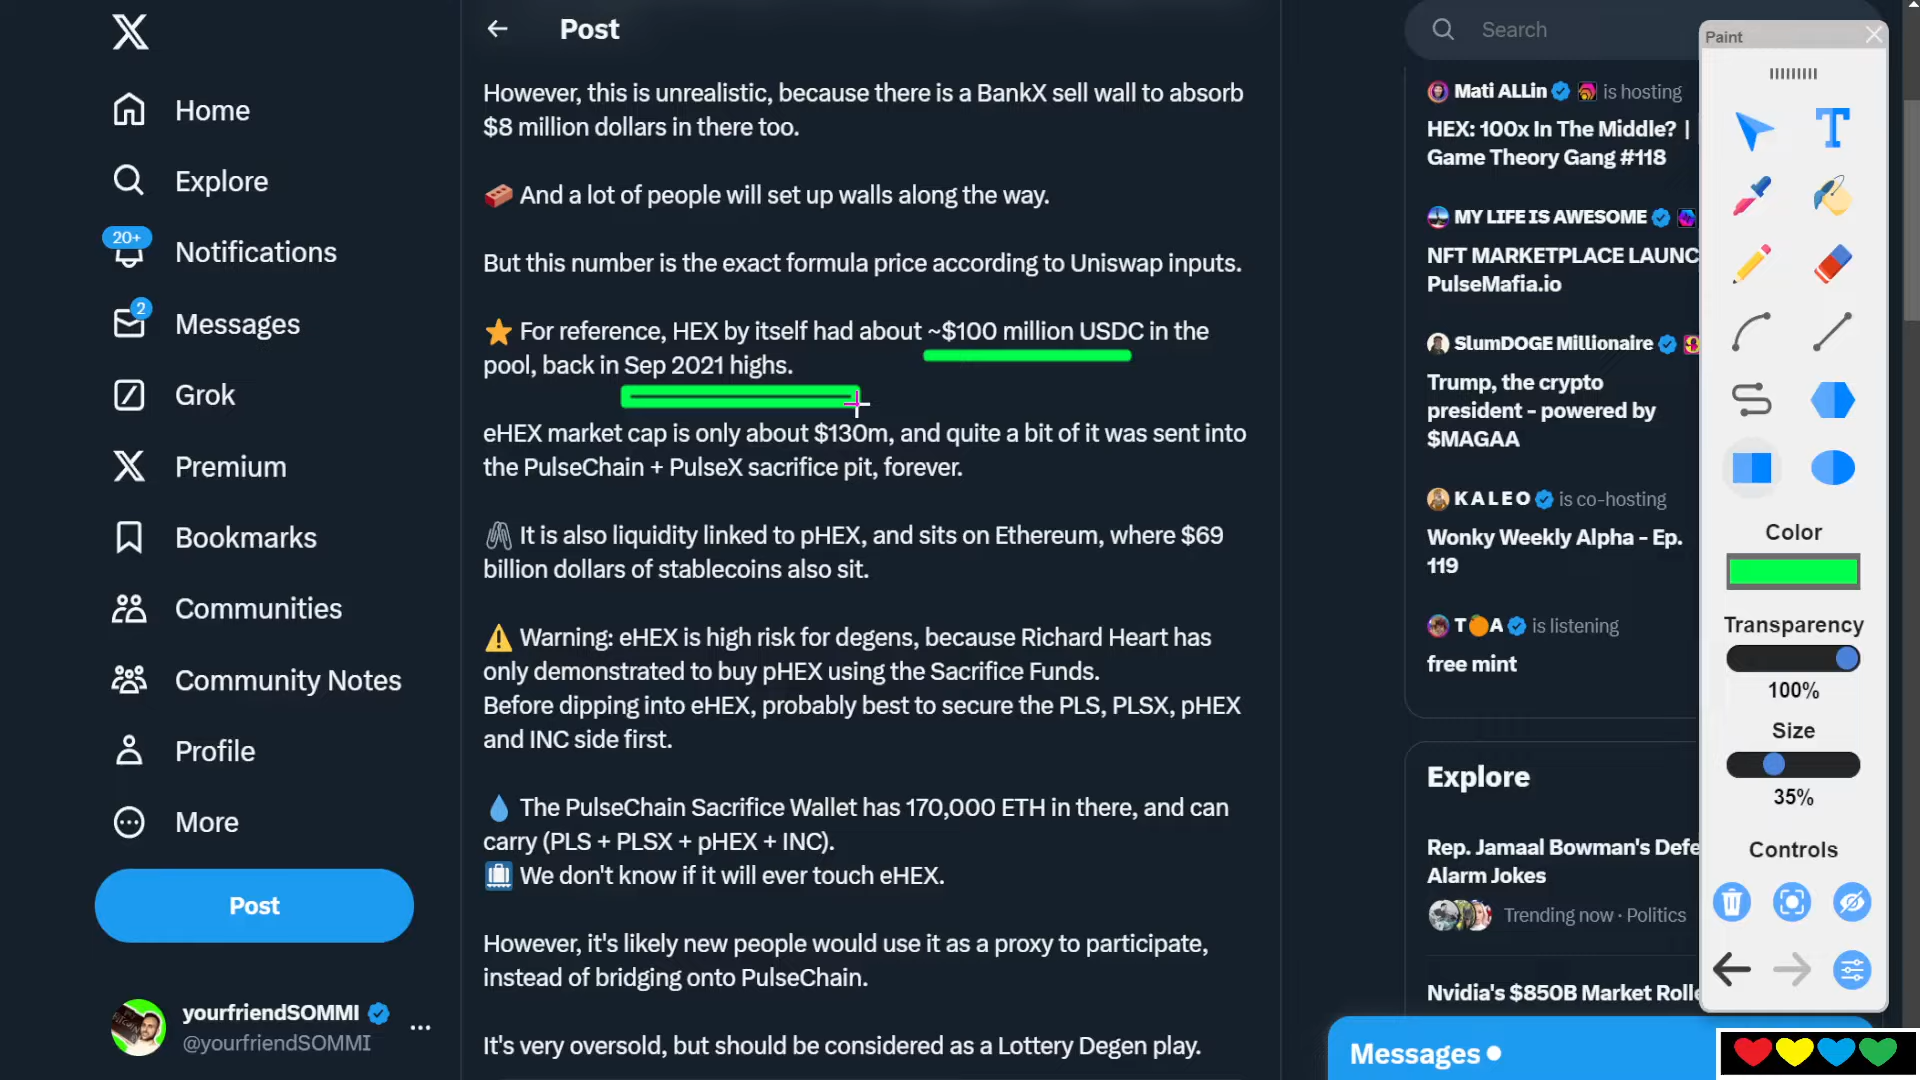 Home
Explore
20+
Notifications
2
Messages
Grok
Premium
Bookmarks
Communities
Community Notes
Profile
More
Post
yourfriendSOMMI
@yourfriendSOMMI
Post
However, this is unrealistic, because there is a BankX sell wall to absorb
$8 million dollars in there too.
And a lot of people will set up walls along the way.
But this number is the exact formula price according to Uniswap inputs.
For reference, HEX by itself had about ~$100 million USDC in the
pool, back in Sep 2021 highs.
eHEX market cap is only about $130m, and quite a bit of it was sent into
the PulseChain + PulseX sacrifice pit, forever.
It is also liquidity linked to pHEX, and sits on Ethereum, where $69
billion dollars of stablecoins also sit.
Warning: eHEX is high risk for degens, because Richard Heart has
only demonstrated to buy pHEX using the Sacrifice Funds.
Before dipping into eHEX, probably best to secure the PLS, PLSX, pHEX
and INC side first.
The PulseChain Sacrifice Wallet has 170,000 ETH in there, and can
carry (PLS + PLSX + pHEX + INC).
We don't know if it will ever touch eHEX.
However, it's likely new people would use it as a proxy to participate,
instead of bridging onto PulseChain.
It's very oversold, but should be considered as a Lottery Degen play.
Search
Mati ALLin is hosting
HEX: 100x In The Middle? |
Game Theory Gang #118
MY LIFE IS AWESOME
NFT MARKETPLACE LAUNC
PulseMafia.io
SlumDOGE Millionaire
Trump, the crypto
president - powered by
$MAGAA
K A L E O is co-hosting
Wonky Weekly Alpha - Ep.
119
T🍊A is listening
free mint
Explore
Rep. Jamaal Bowman's Defe
Alarm Jokes
Trending now · Politics
Nvidia's $850B Market Rolle
Messages
Paint
Color
Transparency
100%
Size
35%
Controls